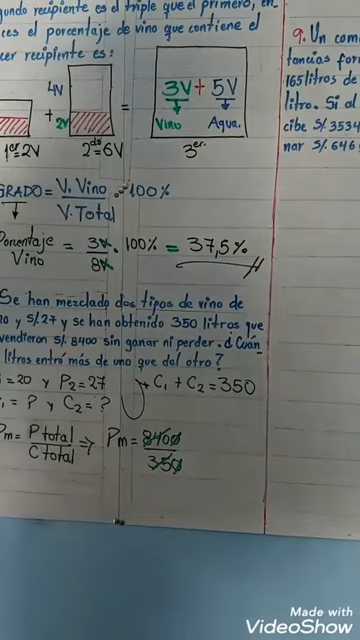 gundo recipiente es el triple que el primero, en
ces el porcentaje de vino que contiene el
cer recipiente es:
4V
+ 2V
=
3V + 5V
Vino Aqua.
1er=2V 2do=6V 3er.
GRADO = V. Vino . 100%
V. Total
Porcentaje = 3V . 100% = 37,5%
Vino 8V
Se han mezclado dos tipos de vino de
20 y S/.27 y se han obtenido 350 litros que
vendieron S/. 8400 sin ganar ni perder. ¿Cuán
litros entró más de uno que del otro?
= 20 y P2 = 27 C1 + C2 = 350
= ? y C2 = ?
Pm = P total ⇒ Pm = 8400
C total 350
9. Un com
tancias for
165 litros de
litro. Si al
cibe S/. 3534
nar S/. 646
Made with
VideoShow